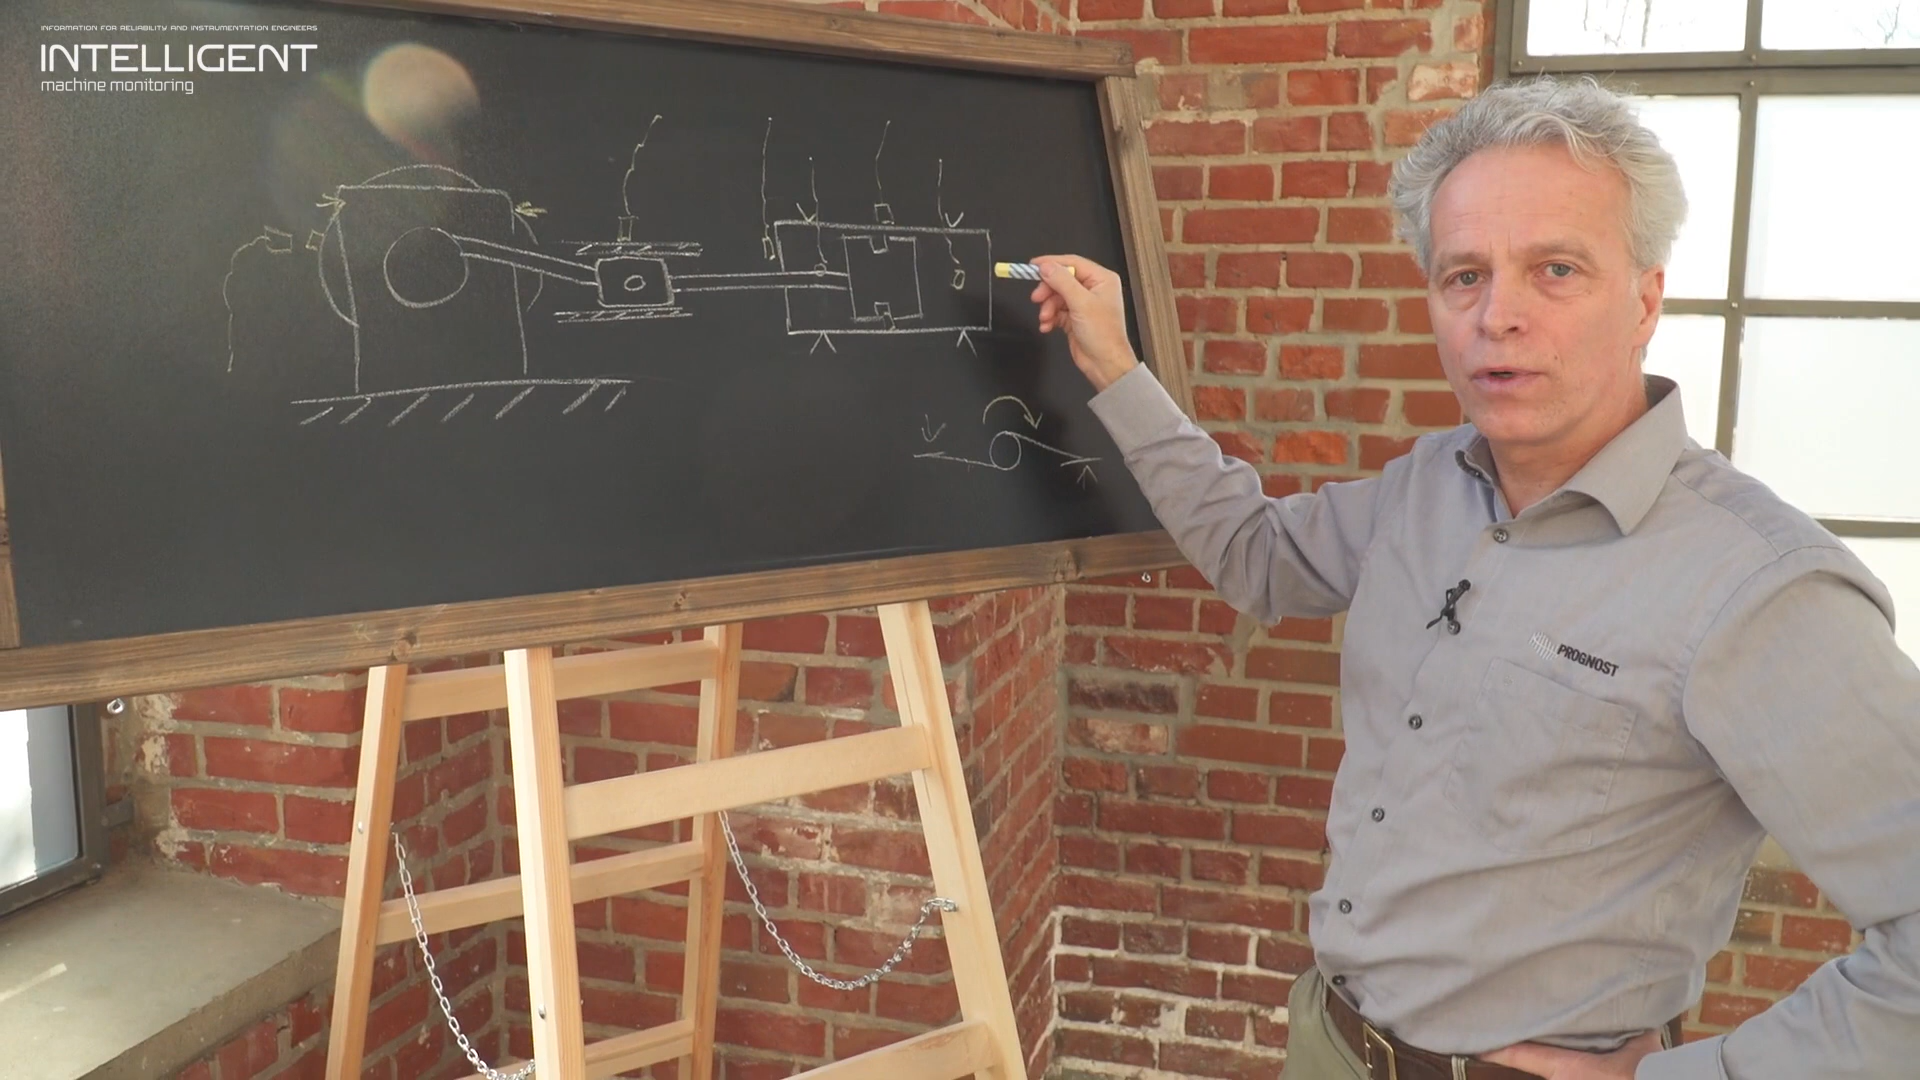 INFORMATION FOR RELIABILITY AND INSTRUMENTATION ENGINEERS
INTELLIGENT
machine monitoring
PROGNOST